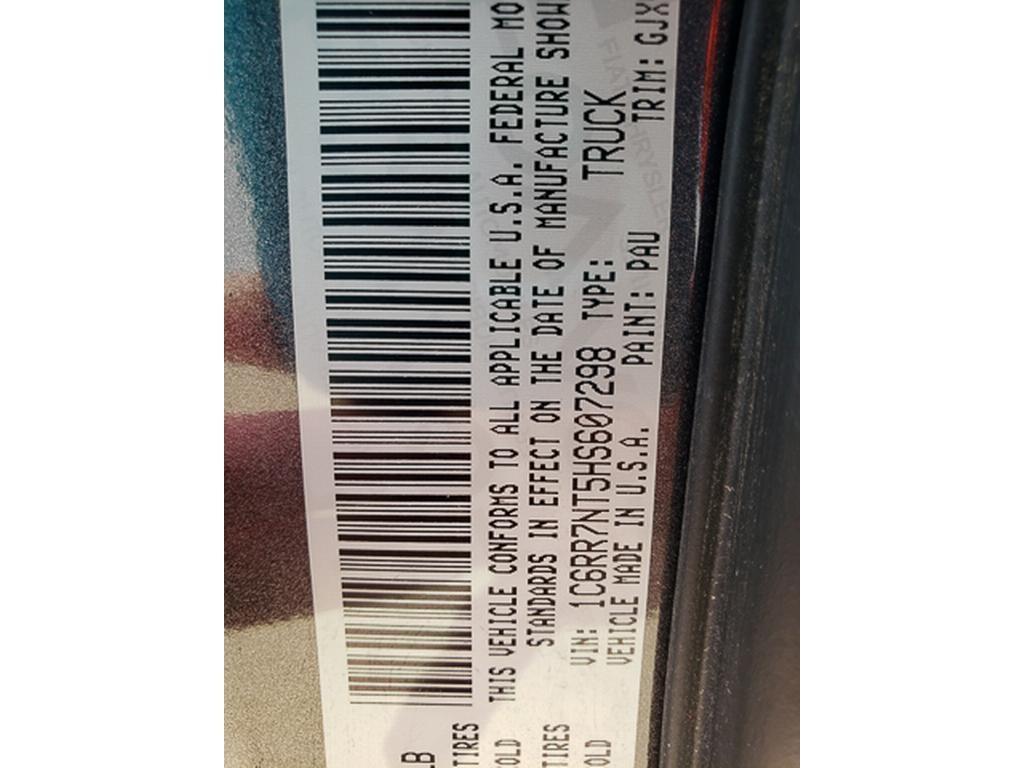 LB
TIRES
OLD
TIRES
OLD
THIS VEHICLE CONFORMS TO ALL APPLICABLE U.S.A. FEDERAL MO
STANDARDS IN EFFECT ON THE DATE OF MANUFACTURE SHOW
VIN: 1C6RR7NT5HS607298 TYPE: TRUCK
VEHICLE MADE IN U.S.A. PAINT: PAU TRIM: GJX